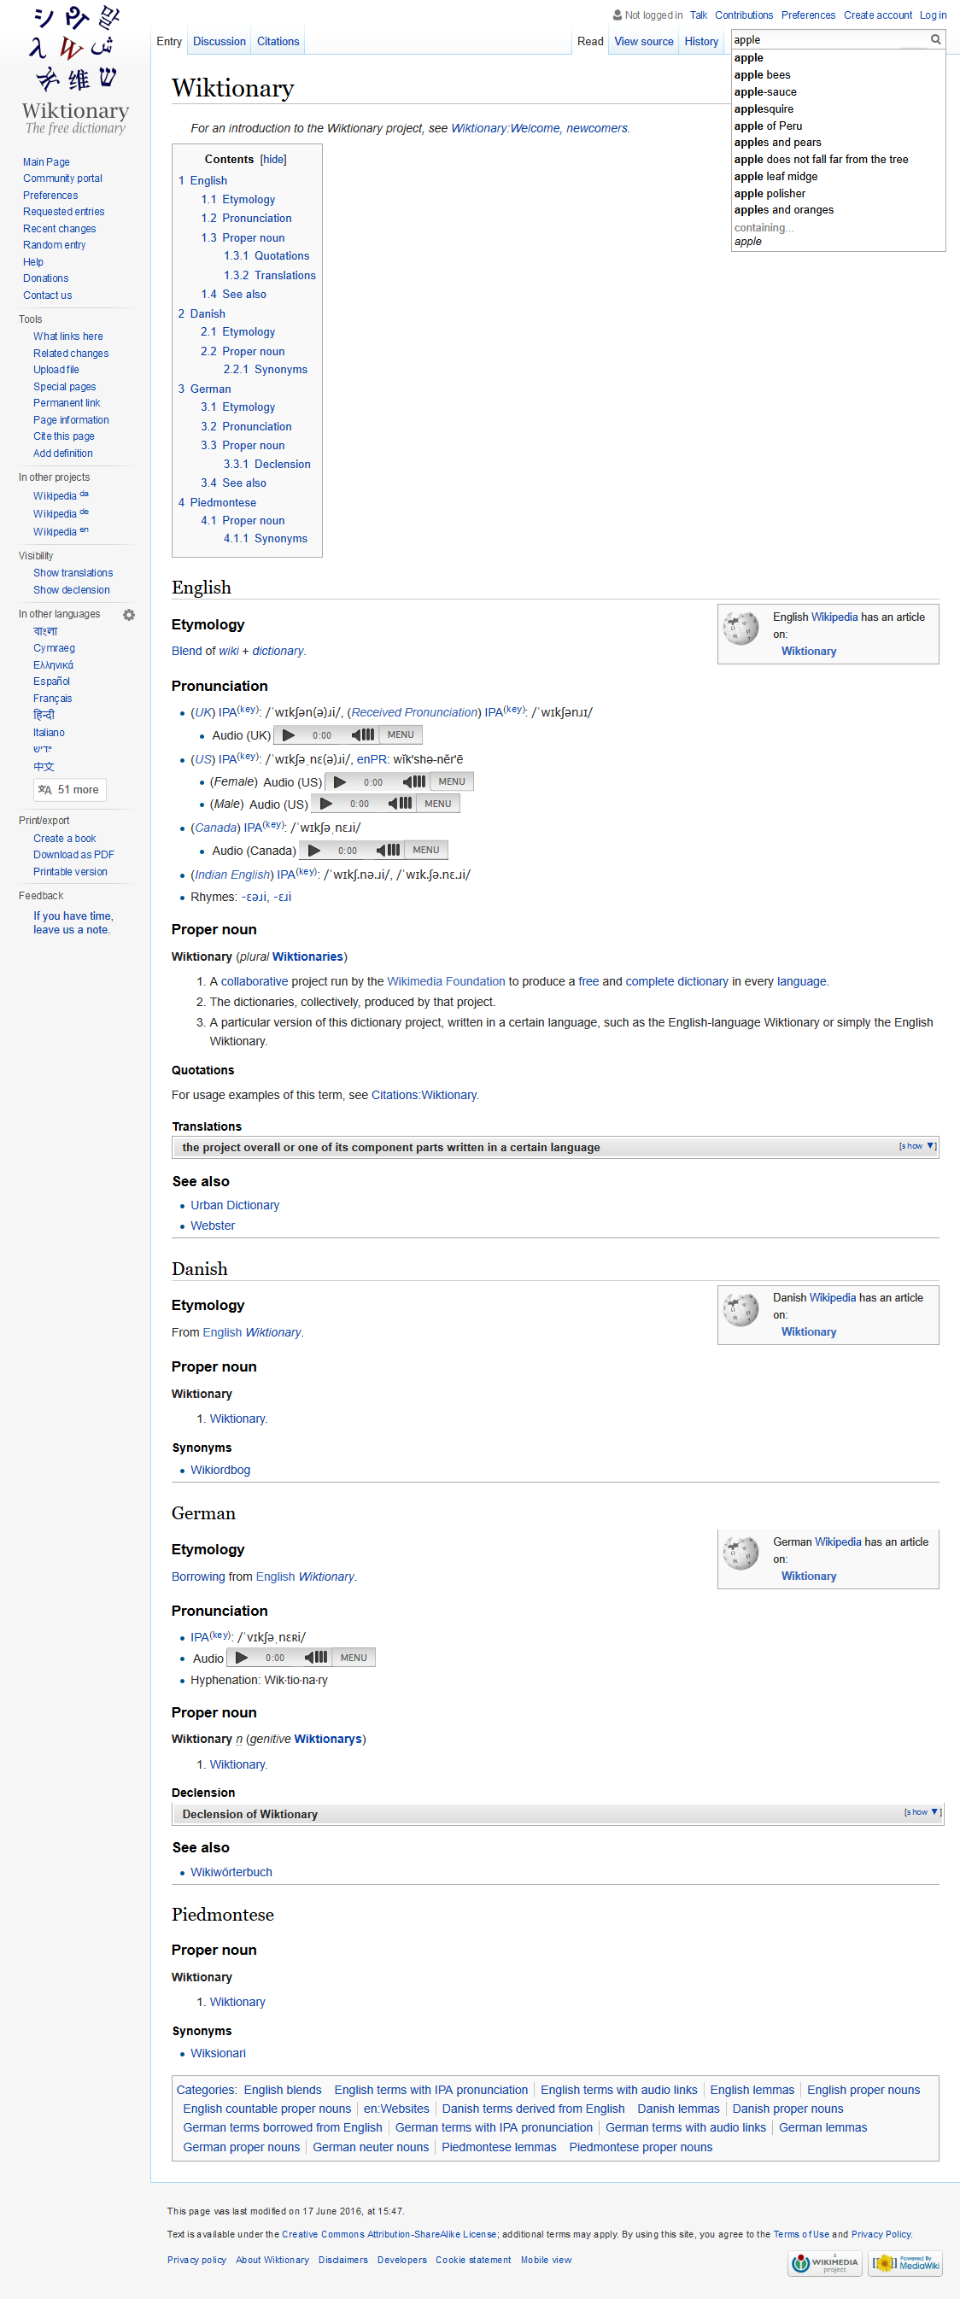 Not logged in Talk Contributions Preferences Create account Log in
Entry Discussion Citations Read View source History apple
apple
apple bees
apple-sauce
applesquire
apple of Peru
apples and pears
apple does not fall far from the tree
apple leaf midge
apple polisher
apples and oranges
containing...
apple
Wiktionary
The free dictionary
Main Page
Community portal
Preferences
Requested entries
Recent changes
Random entry
Help
Donations
Contact us
Tools
What links here
Related changes
Upload file
Special pages
Permanent link
Page information
Cite this page
Add definition
In other projects
Wikipedia da
Wikipedia de
Wikipedia en
Visibility
Show translations
Show declension
In other languages
বাংলা
Cymraeg
Ελληνικά
Español
Français
हिन्दी
Italiano
ייִדיש
中文
51 more
Print/export
Create a book
Download as PDF
Printable version
Feedback
If you have time,
leave us a note.
Wiktionary
For an introduction to the Wiktionary project, see Wiktionary:Welcome, newcomers.
Contents [hide]
1 English
1.1 Etymology
1.2 Pronunciation
1.3 Proper noun
1.3.1 Quotations
1.3.2 Translations
1.4 See also
2 Danish
2.1 Etymology
2.2 Proper noun
2.2.1 Synonyms
3 German
3.1 Etymology
3.2 Pronunciation
3.3 Proper noun
3.3.1 Declension
3.4 See also
4 Piedmontese
4.1 Proper noun
4.1.1 Synonyms
English
English Wikipedia has an article
on:
Wiktionary
Etymology
Blend of wiki + dictionary.
Pronunciation
(UK) IPA(key): /ˈwɪkʃən(ə)ɹi/, (Received Pronunciation) IPA(key): /ˈwɪkʃənɹɪ/
Audio (UK) 0:00 MENU
(US) IPA(key): /ˈwɪkʃəˌnɛ(ə)ɹi/, enPR: wĭk'shə-nĕr'ē
(Female) Audio (US) 0:00 MENU
(Male) Audio (US) 0:00 MENU
(Canada) IPA(key): /ˈwɪkʃəˌnɛɹi/
Audio (Canada) 0:00 MENU
(Indian English) IPA(key): /ˈwɪkʃ.nə.ɹi/, /ˈwɪk.ʃə.nɛ.ɹi/
Rhymes: -ɛəɹi, -ɛɹi
Proper noun
Wiktionary (plural Wiktionaries)
1. A collaborative project run by the Wikimedia Foundation to produce a free and complete dictionary in every language.
2. The dictionaries, collectively, produced by that project.
3. A particular version of this dictionary project, written in a certain language, such as the English-language Wiktionary or simply the English
Wiktionary.
Quotations
For usage examples of this term, see Citations:Wiktionary.
Translations
the project overall or one of its component parts written in a certain language [show ▼]
See also
Urban Dictionary
Webster
Danish
Danish Wikipedia has an article
on:
Wiktionary
Etymology
From English Wiktionary.
Proper noun
Wiktionary
1. Wiktionary.
Synonyms
Wikiordbog
German
German Wikipedia has an article
on:
Wiktionary
Etymology
Borrowing from English Wiktionary.
Pronunciation
IPA(key): /ˈvɪkʃəˌnɛʀi/
Audio 0:00 MENU
Hyphenation: Wik·tio·na·ry
Proper noun
Wiktionary n (genitive Wiktionarys)
1. Wiktionary.
Declension
Declension of Wiktionary [show ▼]
See also
Wikiwörterbuch
Piedmontese
Proper noun
Wiktionary
1. Wiktionary
Synonyms
Wiksionari
Categories: English blends English terms with IPA pronunciation English terms with audio links English lemmas English proper nouns
English countable proper nouns en:Websites Danish terms derived from English Danish lemmas Danish proper nouns
German terms borrowed from English German terms with IPA pronunciation German terms with audio links German lemmas
German proper nouns German neuter nouns Piedmontese lemmas Piedmontese proper nouns
This page was last modified on 17 June 2016, at 15:47.
Text is available under the Creative Commons Attribution-ShareAlike License; additional terms may apply. By using this site, you agree to the Terms of Use and Privacy Policy.
Privacy policy About Wiktionary Disclaimers Developers Cookie statement Mobile view
a WIKIMEDIA project
Powered By MediaWiki